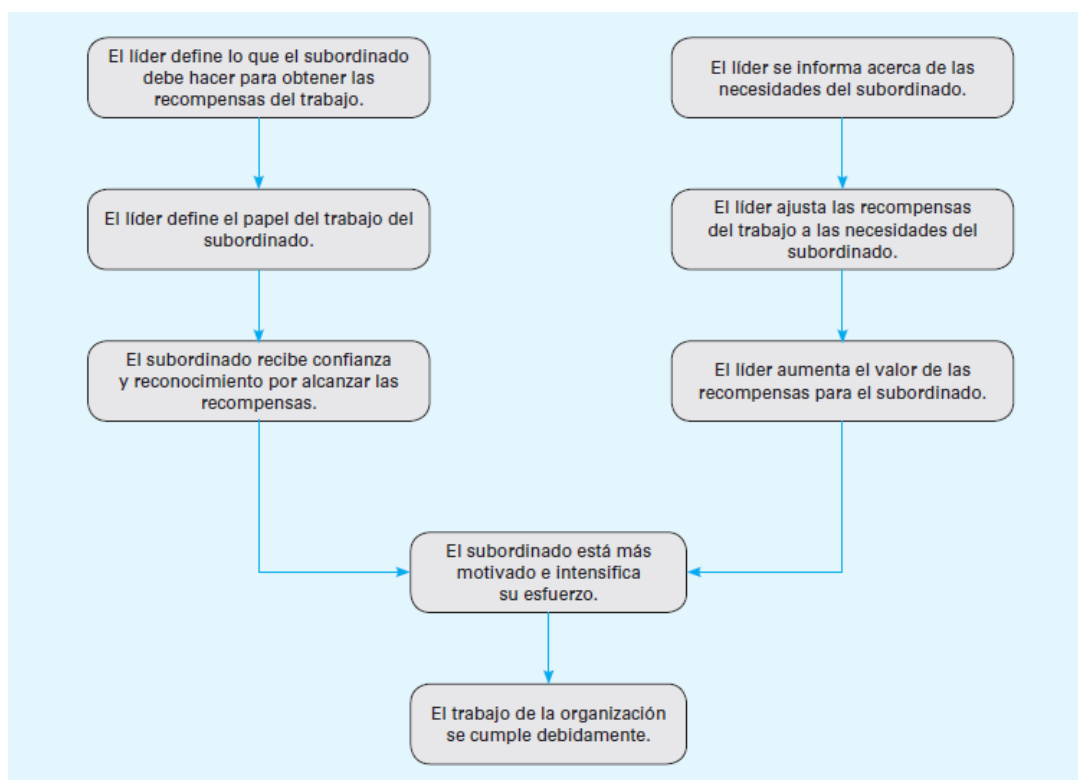 El líder define lo que el subordinado
debe hacer para obtener las
recompensas del trabajo.
El líder define el papel del trabajo del
subordinado.
El subordinado recibe confianza
y reconocimiento por alcanzar las
recompensas.
El líder se informa acerca de las
necesidades del subordinado.
El líder ajusta las recompensas
del trabajo a las necesidades del
subordinado.
El líder aumenta el valor de las
recompensas para el subordinado.
El subordinado está más
motivado e intensifica
su esfuerzo.
El trabajo de la organización
se cumple debidamente.